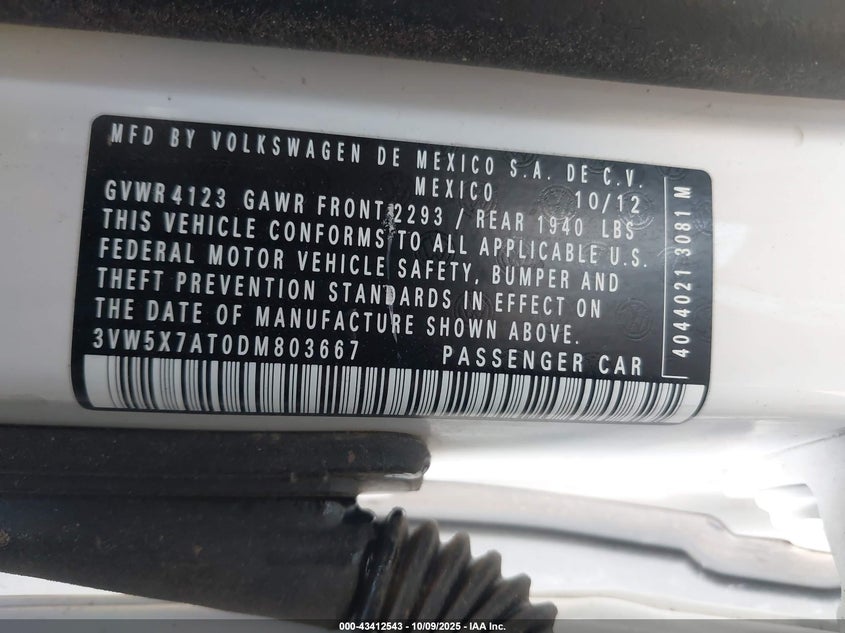 MFD BY VOLKSWAGEN DE MEXICO S.A. DE C.V.
MEXICO 10/12
GVWR 4123 GAWR FRONT 2293 / REAR 1940 LBS
THIS VEHICLE CONFORMS TO ALL APPLICABLE U.S.
FEDERAL MOTOR VEHICLE SAFETY, BUMPER AND
THEFT PREVENTION STANDARDS IN EFFECT ON
THE DATE OF MANUFACTURE SHOWN ABOVE.
3VW5X7AT0DM803667 PASSENGER CAR
4044021 3081 M
000-43412543 - 10/09/2025 - IAA Inc.